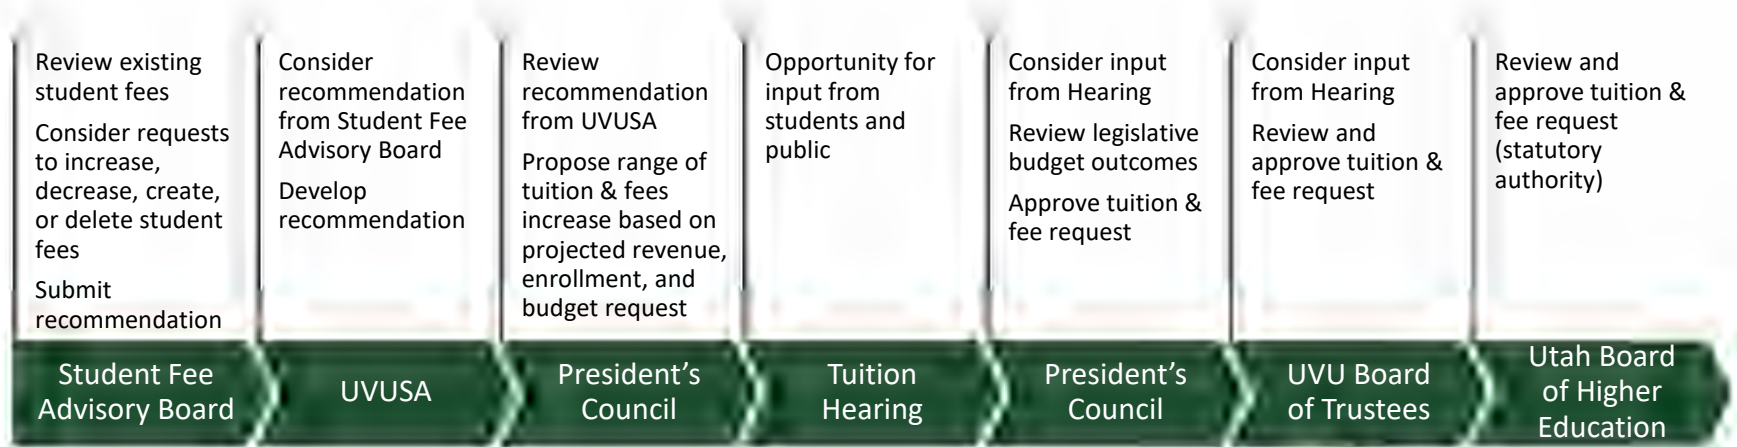 Review existing
student fees
Consider requests
to increase,
decrease, create,
or delete student
fees
Submit
recommendation
Student Fee
Advisory Board
Consider
recommendation
from Student Fee
Advisory Board
Develop
recommendation
UVUSA
Review
recommendation
from UVUSA
Propose range of
tuition & fees
increase based on
projected revenue,
enrollment, and
budget request
President’s
Council
Opportunity for
input from
students and
public
Tuition
Hearing
Consider input
from Hearing
Review legislative
budget outcomes
Approve tuition &
fee request
President’s
Council
Consider input
from Hearing
Review and
approve tuition &
fee request
UVU Board
of Trustees
Review and
approve tuition &
fee request
(statutory
authority)
Utah Board
of Higher
Education